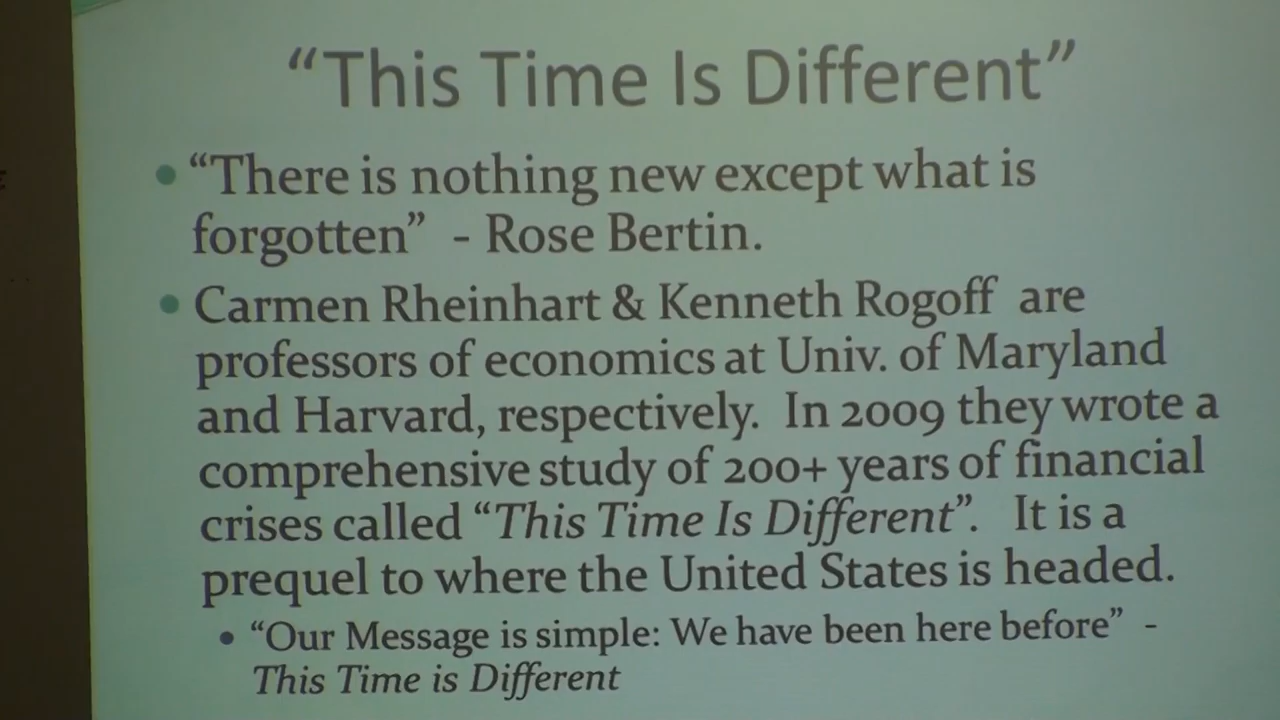 “This Time Is Different”
• “There is nothing new except what is
forgotten” - Rose Bertin.
• Carmen Rheinhart & Kenneth Rogoff are
professors of economics at Univ. of Maryland
and Harvard, respectively. In 2009 they wrote a
comprehensive study of 200+ years of financial
crises called “This Time Is Different”. It is a
prequel to where the United States is headed.
• “Our Message is simple: We have been here before” -
This Time is Different